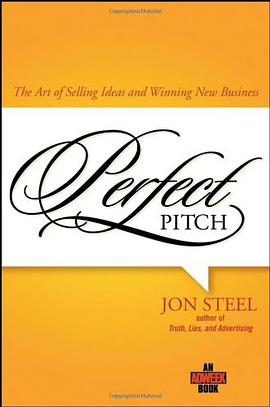 The Art of Selling Ideas and Winning New Business
Perfect
PITCH
JON STEEL
author of
Truth, Lies, and Advertising
AN
ADWEEK
BOOK